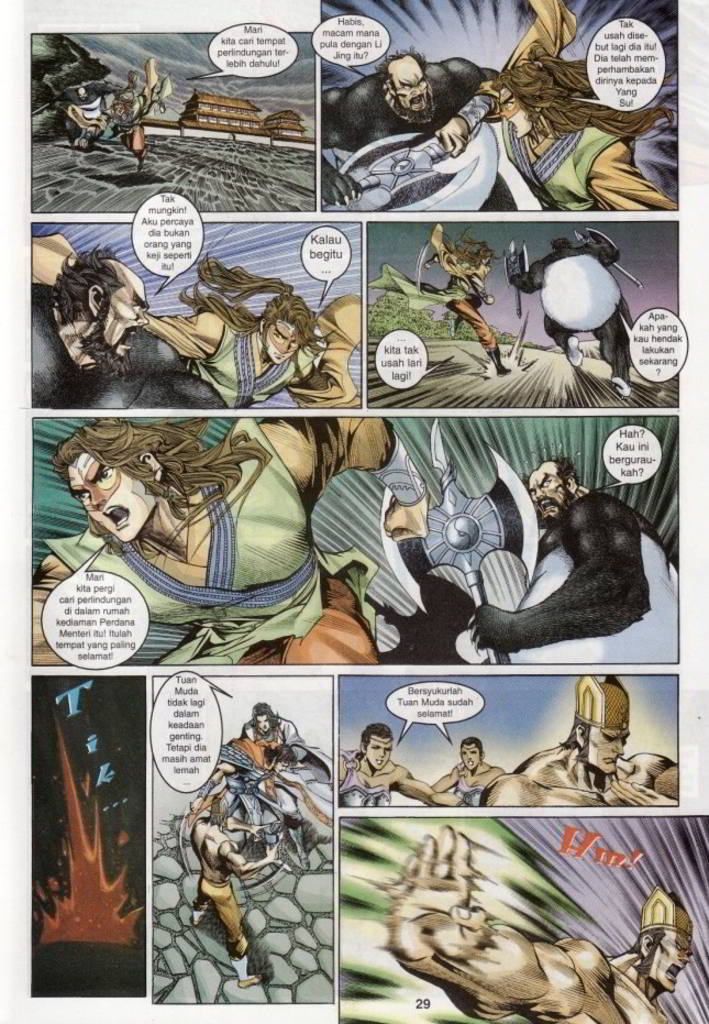 Mari
kita cari tempat
perlindungan ter-
lebih dahulu!
Habis,
macam mana
pula dengan Li
Jing itu?
Tak
usah dise-
but lagi dia itu!
Dia telah mem-
perhambakan
dirinya kepada
Yang
Su!
Tak
mungkin!
Aku percaya
dia bukan
orang yang
keji seperti
itu!
Kalau
begitu
...
... kita tak
usah lari
lagi!
Apa-
kah yang
kau hendak
lakukan
sekarang
?
Hah?
Kau ini
bergurau-
kah?
Mari
kita pergi
cari perlindungan
di dalam rumah
kediaman Perdana
Menteri itu! Itulah
tempat yang paling
selamat!
Tik...
Tuan
Muda
tidak lagi
dalam
keadaan
genting.
Tetapi dia
masih amat
lemah
...
Bersyukurlah
Tuan Muda sudah
selamat!
Hm!
29